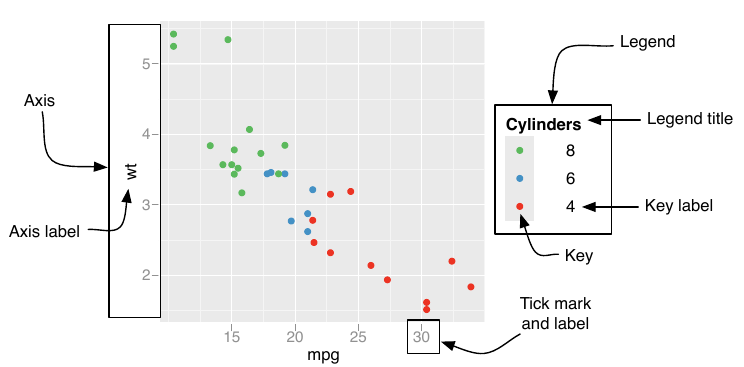 Axis
Axis label
wt
5
4
3
2
15
20
25
30
mpg
Legend
Cylinders
8
6
4
Legend title
Key label
Key
Tick mark
and label